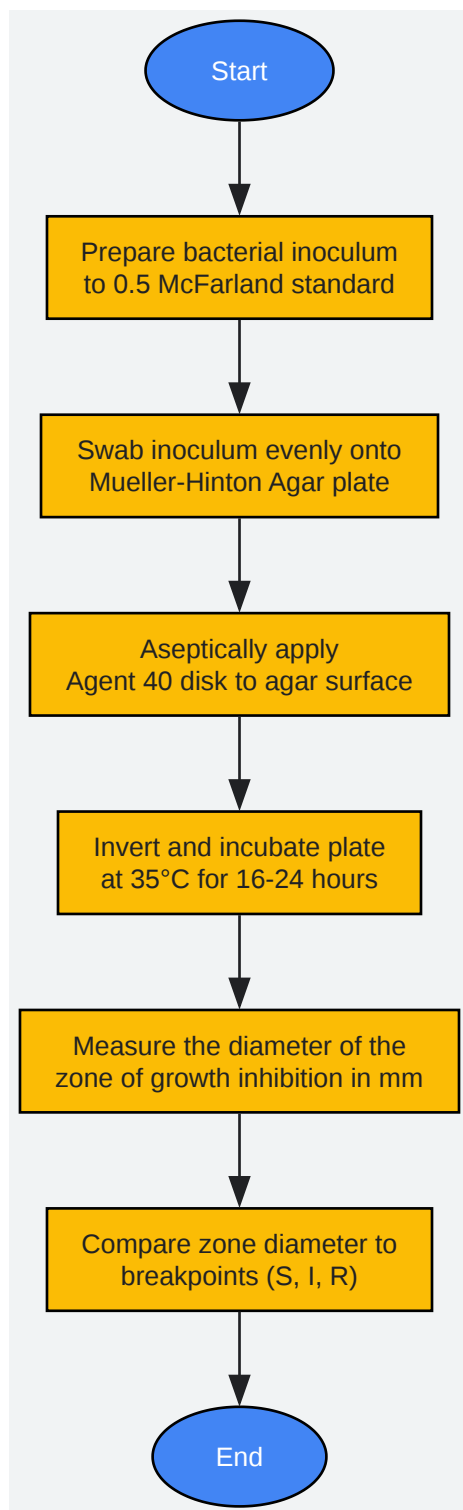 Start
Prepare bacterial inoculum
to 0.5 McFarland standard
Swab inoculum evenly onto
Mueller-Hinton Agar plate
Aseptically apply
Agent 40 disk to agar surface
Invert and incubate plate
at 35°C for 16-24 hours
Measure the diameter of the
zone of growth inhibition in mm
Compare zone diameter to
breakpoints (S, I, R)
End